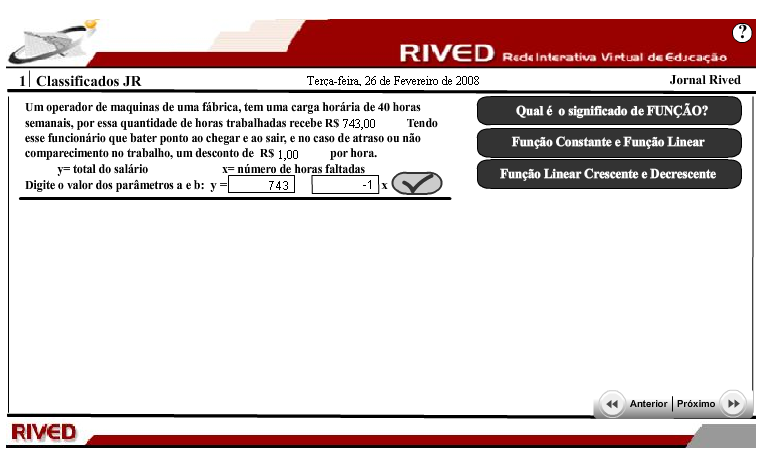 ?
RIVED Rede Interativa Virtual de Educação
1 Classificados JR Terça-feira, 26 de Fevereiro de 2008 Jornal Rived
Um operador de maquinas de uma fábrica, tem uma carga horária de 40 horas
semanais, por essa quantidade de horas trabalhadas recebe R$ 743,00 Tendo
esse funcionário que bater ponto ao chegar e ao sair, e no caso de atraso ou não
comparecimento no trabalho, um desconto de R$ 1,00 por hora.
y= total do salário x= número de horas faltadas
Digite o valor dos parâmetros a e b: y = 743 -1 x
Qual é o significado de FUNÇÃO?
Função Constante e Função Linear
Função Linear Crescente e Decrescente
Anterior Próximo
RIVED